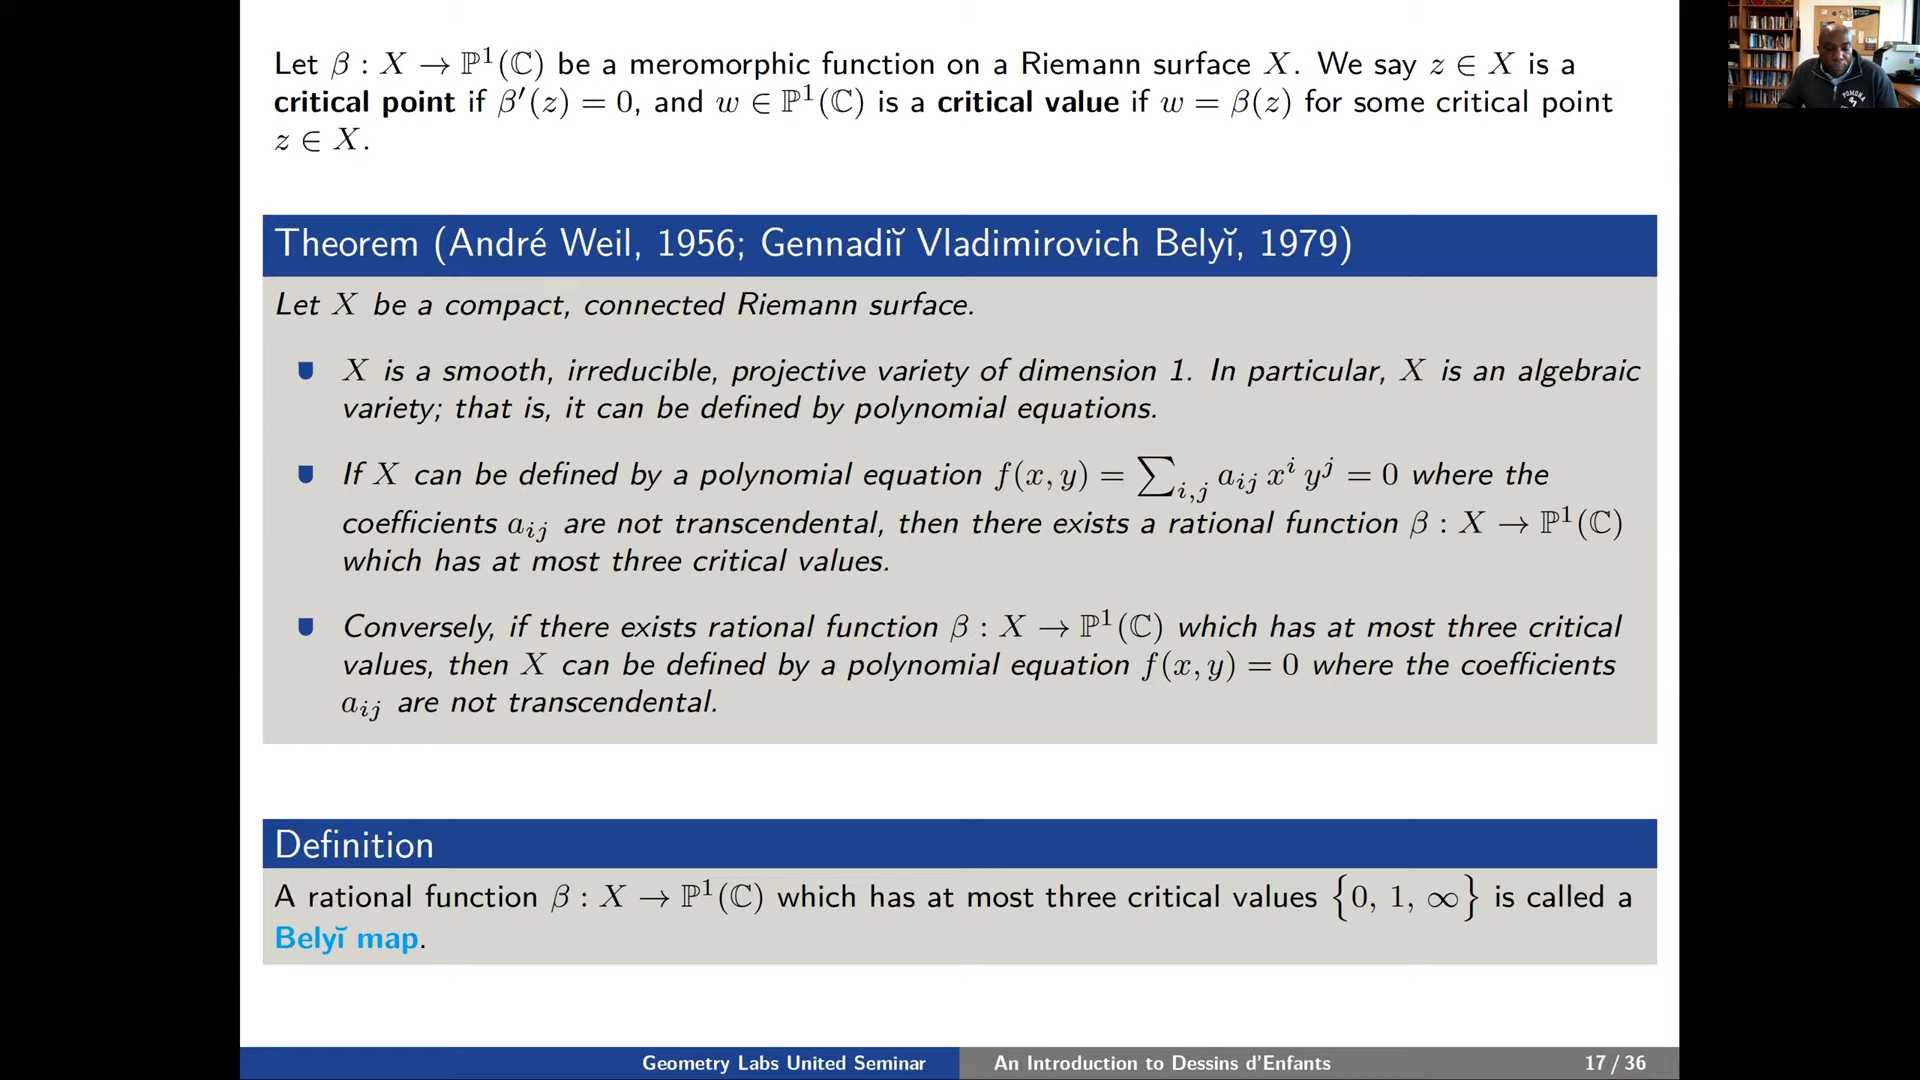 Let β : X → ℙ¹(ℂ) be a meromorphic function on a Riemann surface X. We say z ∈ X is a
critical point if β′(z) = 0, and w ∈ ℙ¹(ℂ) is a critical value if w = β(z) for some critical point
z ∈ X.
Theorem (André Weil, 1956; Gennadiĭ Vladimirovich Belyĭ, 1979)
Let X be a compact, connected Riemann surface.
X is a smooth, irreducible, projective variety of dimension 1. In particular, X is an algebraic
variety; that is, it can be defined by polynomial equations.
If X can be defined by a polynomial equation f(x, y) = ∑_{i,j} a_{ij} x^i y^j = 0 where the
coefficients a_{ij} are not transcendental, then there exists a rational function β : X → ℙ¹(ℂ)
which has at most three critical values.
Conversely, if there exists rational function β : X → ℙ¹(ℂ) which has at most three critical
values, then X can be defined by a polynomial equation f(x, y) = 0 where the coefficients
a_{ij} are not transcendental.
Definition
A rational function β : X → ℙ¹(ℂ) which has at most three critical values {0, 1, ∞} is called a
Belyĭ map.
Geometry Labs United Seminar An Introduction to Dessins d'Enfants 17 / 36
POMONA